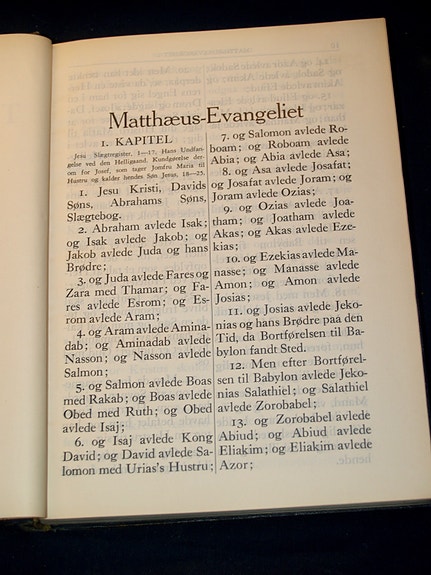 Matthæus-Evangeliet
1. KAPITEL
Jesu Slægtregister, 1—17. Hans Undfan-
gelse ved den Helligaand. Kundgørelse der-
om for Josef, som tager Jomfru Maria til
Hustru og kalder hendes Søn Jesus, 18—25.
1. Jesu Kristi, Davids
Søns, Abrahams Søns,
Slægtebog.
2. Abraham avlede Isak;
og Isak avlede Jakob; og
Jakob avlede Juda og hans
Brødre;
3. og Juda avlede Fares og
Zara med Thamar; og Fa-
res avlede Esrom; og Es-
rom avlede Aram;
4. og Aram avlede Amina-
dab; og Aminadab avlede
Nasson; og Nasson avlede
Salmon;
5. og Salmon avlede Boas
med Rakab; og Boas avlede
Obed med Ruth; og Obed
avlede Isaj;
6. og Isaj avlede Kong
David; og David avlede Sa-
lomon med Urias's Hustru;
7. og Salomon avlede Ro-
boam; og Roboam avlede
Abia; og Abia avlede Asa;
8. og Asa avlede Josafat;
og Josafat avlede Joram; og
Joram avlede Ozias;
9. og Ozias avlede Joa-
tham; og Joatham avlede
Akas; og Akas avlede Eze-
kias;
10. og Ezekias avlede Ma-
nasse; og Manasse avlede
Amon; og Amon avlede
Josias;
11. og Josias avlede Jeko-
nias og hans Brødre paa den
Tid, da Bortførelsen til Ba-
bylon fandt Sted.
12. Men efter Bortførel-
sen til Babylon avlede Jeko-
nias Salathiel; og Salathiel
avlede Zorobabel;
13. og Zorobabel avlede
Abiud; og Abiud avlede
Eliakim; og Eliakim avlede
Azor;